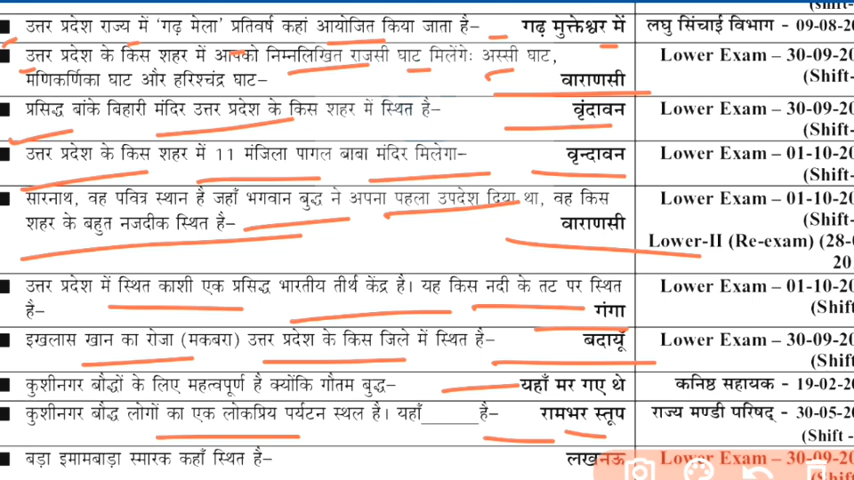 (Shift-
■ उत्तर प्रदेश राज्य में 'गढ़ मेला' प्रतिवर्ष कहां आयोजित किया जाता है– गढ़ मुक्तेश्वर में लघु सिंचाई विभाग - 09-08-20
■ उत्तर प्रदेश के किस शहर में आपको निम्नलिखित राजसी घाट मिलेंगेः अस्सी घाट, Lower Exam – 30-09-20
मणिकर्णिका घाट और हरिश्चंद्र घाट– वाराणसी (Shift-
■ प्रसिद्ध बांके बिहारी मंदिर उत्तर प्रदेश के किस शहर में स्थित है– वृंदावन Lower Exam – 30-09-20
(Shift-
■ उत्तर प्रदेश के किस शहर में 11 मंजिला पागल बाबा मंदिर मिलेगा– वृन्दावन Lower Exam – 01-10-20
(Shift-
■ सारनाथ, वह पवित्र स्थान है जहाँ भगवान बुद्ध ने अपना पहला उपदेश दिया था, वह किस Lower Exam – 01-10-20
शहर के बहुत नजदीक स्थित है– वाराणसी (Shift-
Lower-II (Re-exam) (28-0
20
■ उत्तर प्रदेश में स्थित काशी एक प्रसिद्ध भारतीय तीर्थ केंद्र है। यह किस नदी के तट पर स्थित Lower Exam – 01-10-20
है– गंगा (Shift
■ इखलास खान का रोजा (मकबरा) उत्तर प्रदेश के किस जिले में स्थित है– बदायूँ Lower Exam – 30-09-20
(Shift
■ कुशीनगर बौद्धों के लिए महत्वपूर्ण है क्योंकि गौतम बुद्ध– यहाँ मर गए थे कनिष्ठ सहायक - 19-02-20
■ कुशीनगर बौद्ध लोगों का एक लोकप्रिय पर्यटन स्थल है। यहाँ______है– रामभर स्तूप राज्य मण्डी परिषद् - 30-05-20
(Shift -
■ बड़ा इमामबाड़ा स्मारक कहाँ स्थित है– लखनऊ Lower Exam – 30-09-20
(Shift